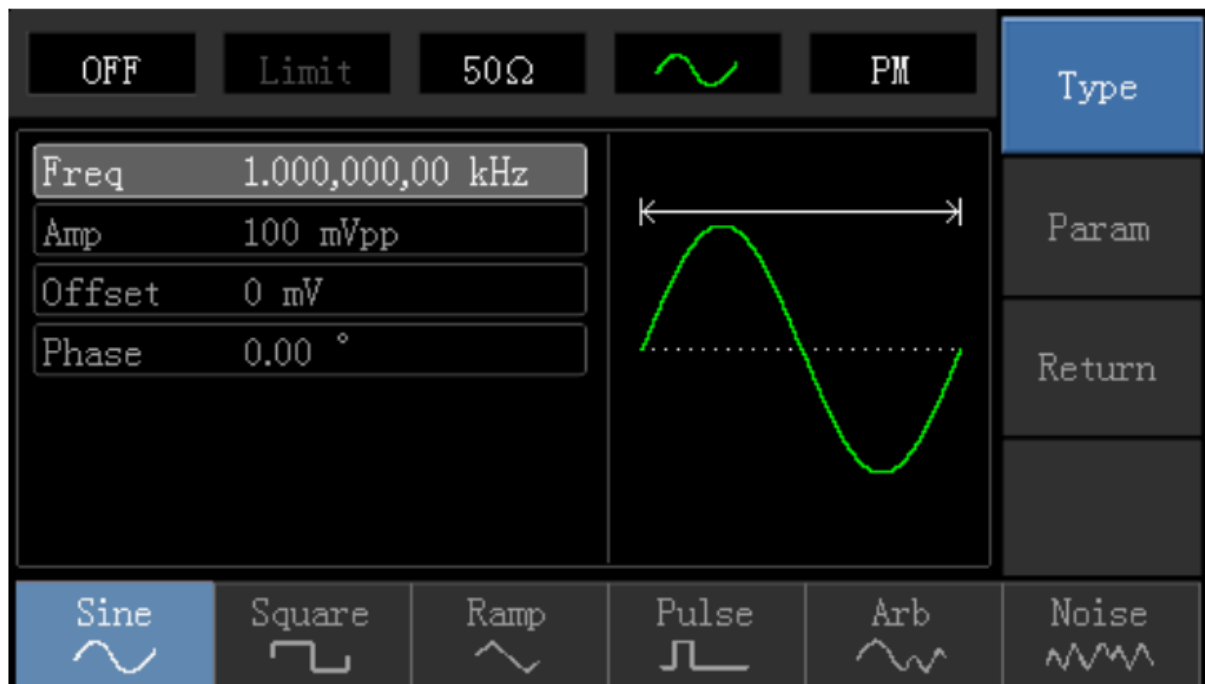 OFF Limit 50Ω PM Type
Freq 1.000,000,00 kHz
Amp 100 mVpp
Param
Offset 0 mV
Phase 0.00 °
Return
Sine Square Ramp Pulse Arb Noise